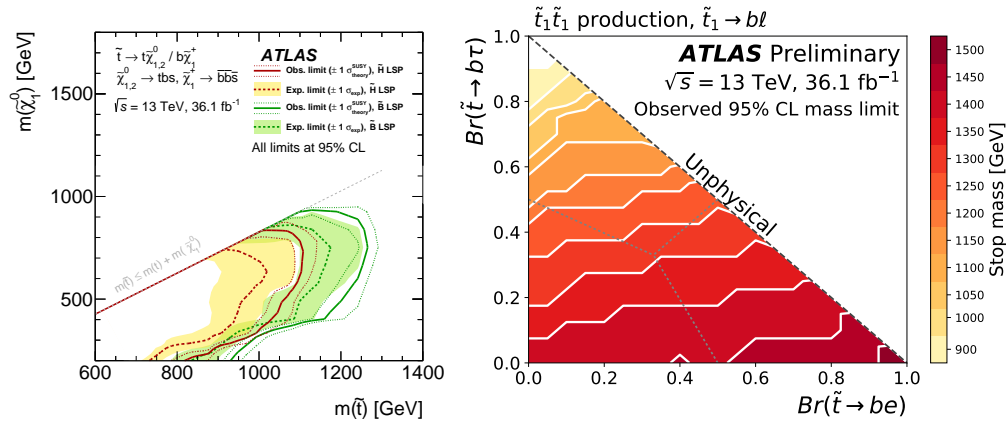 ATLAS
t̃ → tχ̃⁰₁,₂ / bχ̃⁺₁
χ̃⁰₁,₂ → tbs, χ̃⁺₁ → b̅b̅s̅
√s = 13 TeV, 36.1 fb⁻¹
Obs. limit (± 1 σ^SUSY_theory), H̃ LSP
Exp. limit (± 1 σ_exp), H̃ LSP
Obs. limit (± 1 σ^SUSY_theory), B̃ LSP
Exp. limit (± 1 σ_exp), B̃ LSP
All limits at 95% CL
m(t̃) ≤ m(t) + m(χ̃⁰₁)
m(χ̃⁰₁) [GeV]
1500
1000
500
600 800 1000 1200 1400
m(t̃) [GeV]
t̃₁t̃₁ production, t̃₁ → bℓ
ATLAS Preliminary
√s = 13 TeV, 36.1 fb⁻¹
Observed 95% CL mass limit
Unphysical
Br(t̃ → bτ)
1.0
0.8
0.6
0.4
0.2
0.0
0.0 0.2 0.4 0.6 0.8 1.0
Br(t̃ → be)
1500
1450
1400
1350
1300
1250
1200
1150
1100
1050
1000
950
900
Stop mass [GeV]